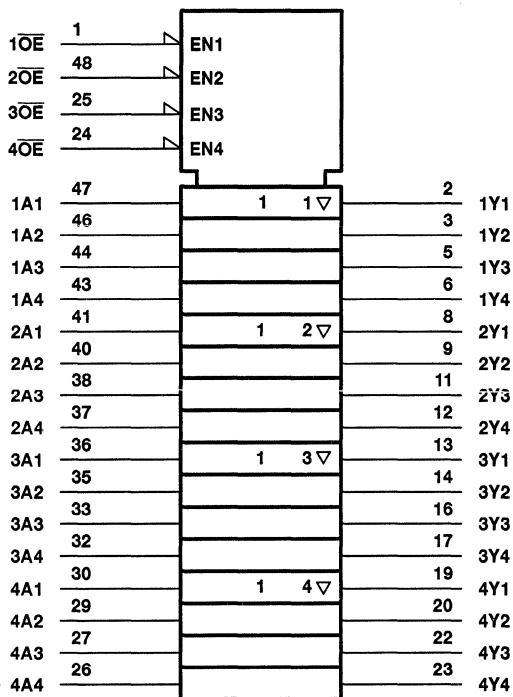 1O̅E̅ 1 EN1
2O̅E̅ 48 EN2
3O̅E̅ 25 EN3
4O̅E̅ 24 EN4
1A1 47 1 1 ▽ 2 1Y1
1A2 46 3 1Y2
1A3 44 5 1Y3
1A4 43 6 1Y4
2A1 41 1 2 ▽ 8 2Y1
2A2 40 9 2Y2
2A3 38 11 2Y3
2A4 37 12 2Y4
3A1 36 1 3 ▽ 13 3Y1
3A2 35 14 3Y2
3A3 33 16 3Y3
3A4 32 17 3Y4
4A1 30 1 4 ▽ 19 4Y1
4A2 29 20 4Y2
4A3 27 22 4Y3
4A4 26 23 4Y4